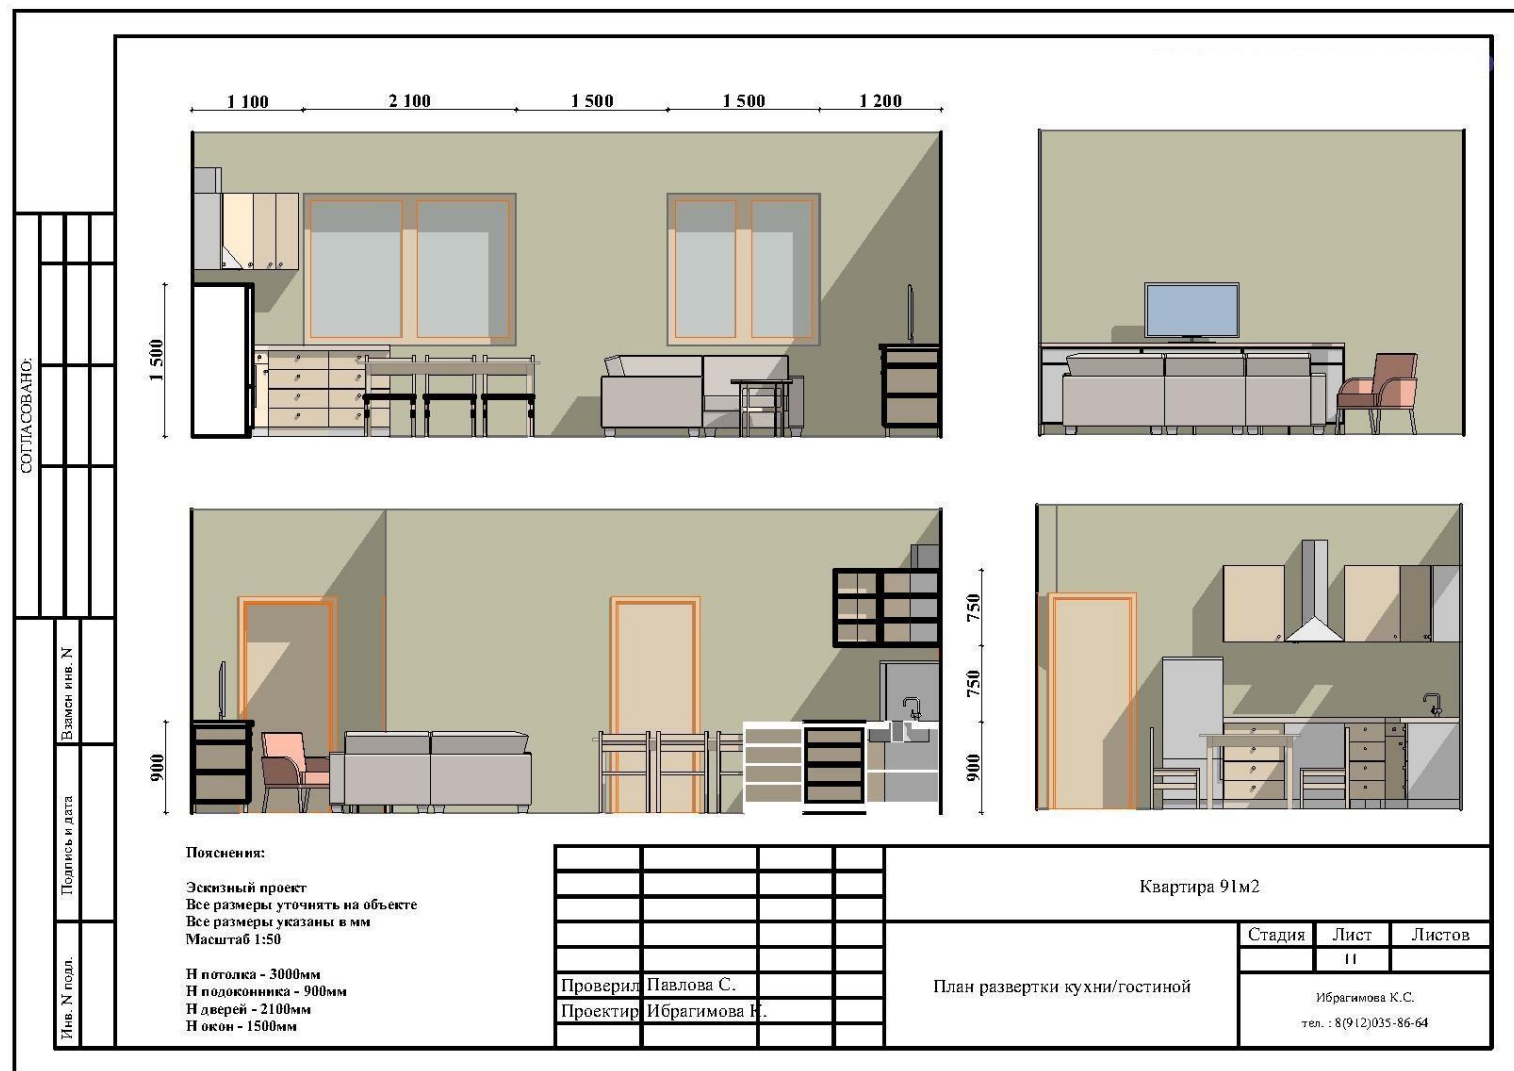 1 100
2 100
1 500
1 500
1 200
1 500
СОГЛАСОВАНО:
750
750
900
900
Взамен инв. N
Подпись и дата
Инв. N подл.
Пояснения:
Эскизный проект
Все размеры уточнять на объекте
Все размеры указаны в мм
Масштаб 1:50
Н потолка - 3000мм
Н подоконника - 900мм
Н дверей - 2100мм
Н окон - 1500мм
Квартира 91м2
Стадия Лист Листов
11
Проверил Павлова С.
Проектир Ибрагимова К.
План развертки кухни/гостиной
Ибрагимова К.С.
тел. : 8(912)035-86-64